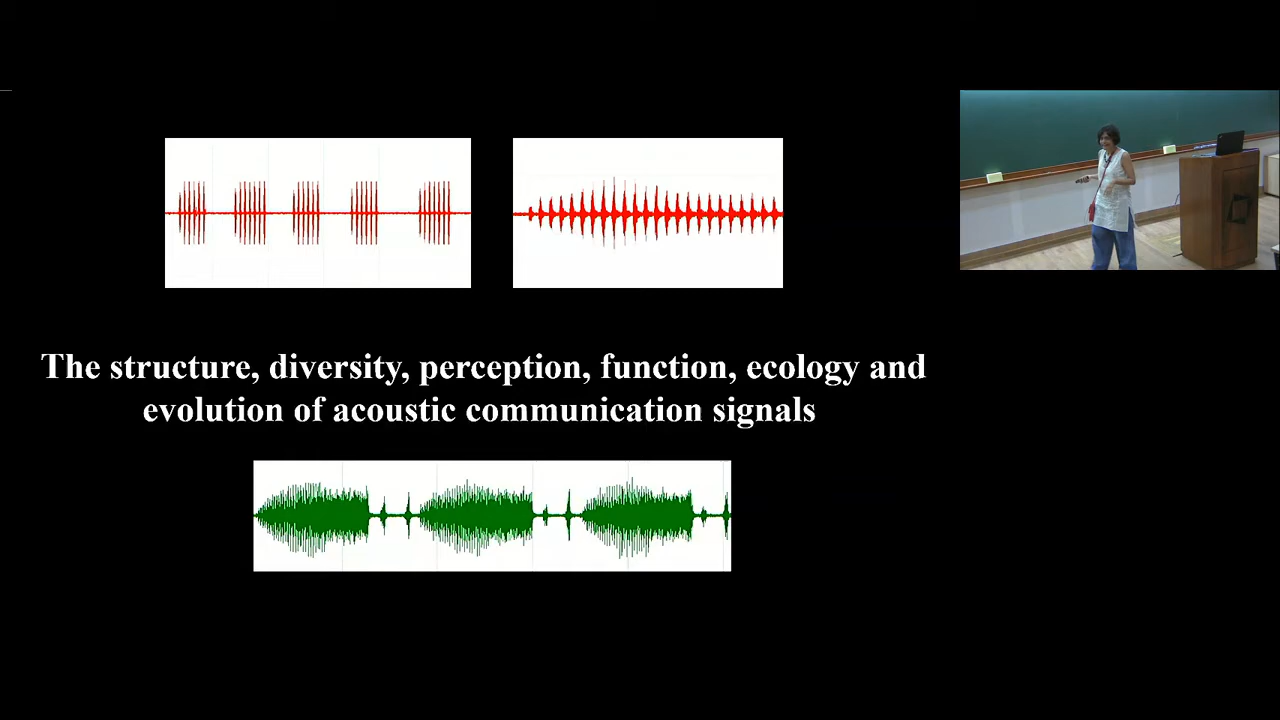 The structure, diversity, perception, function, ecology and
evolution of acoustic communication signals